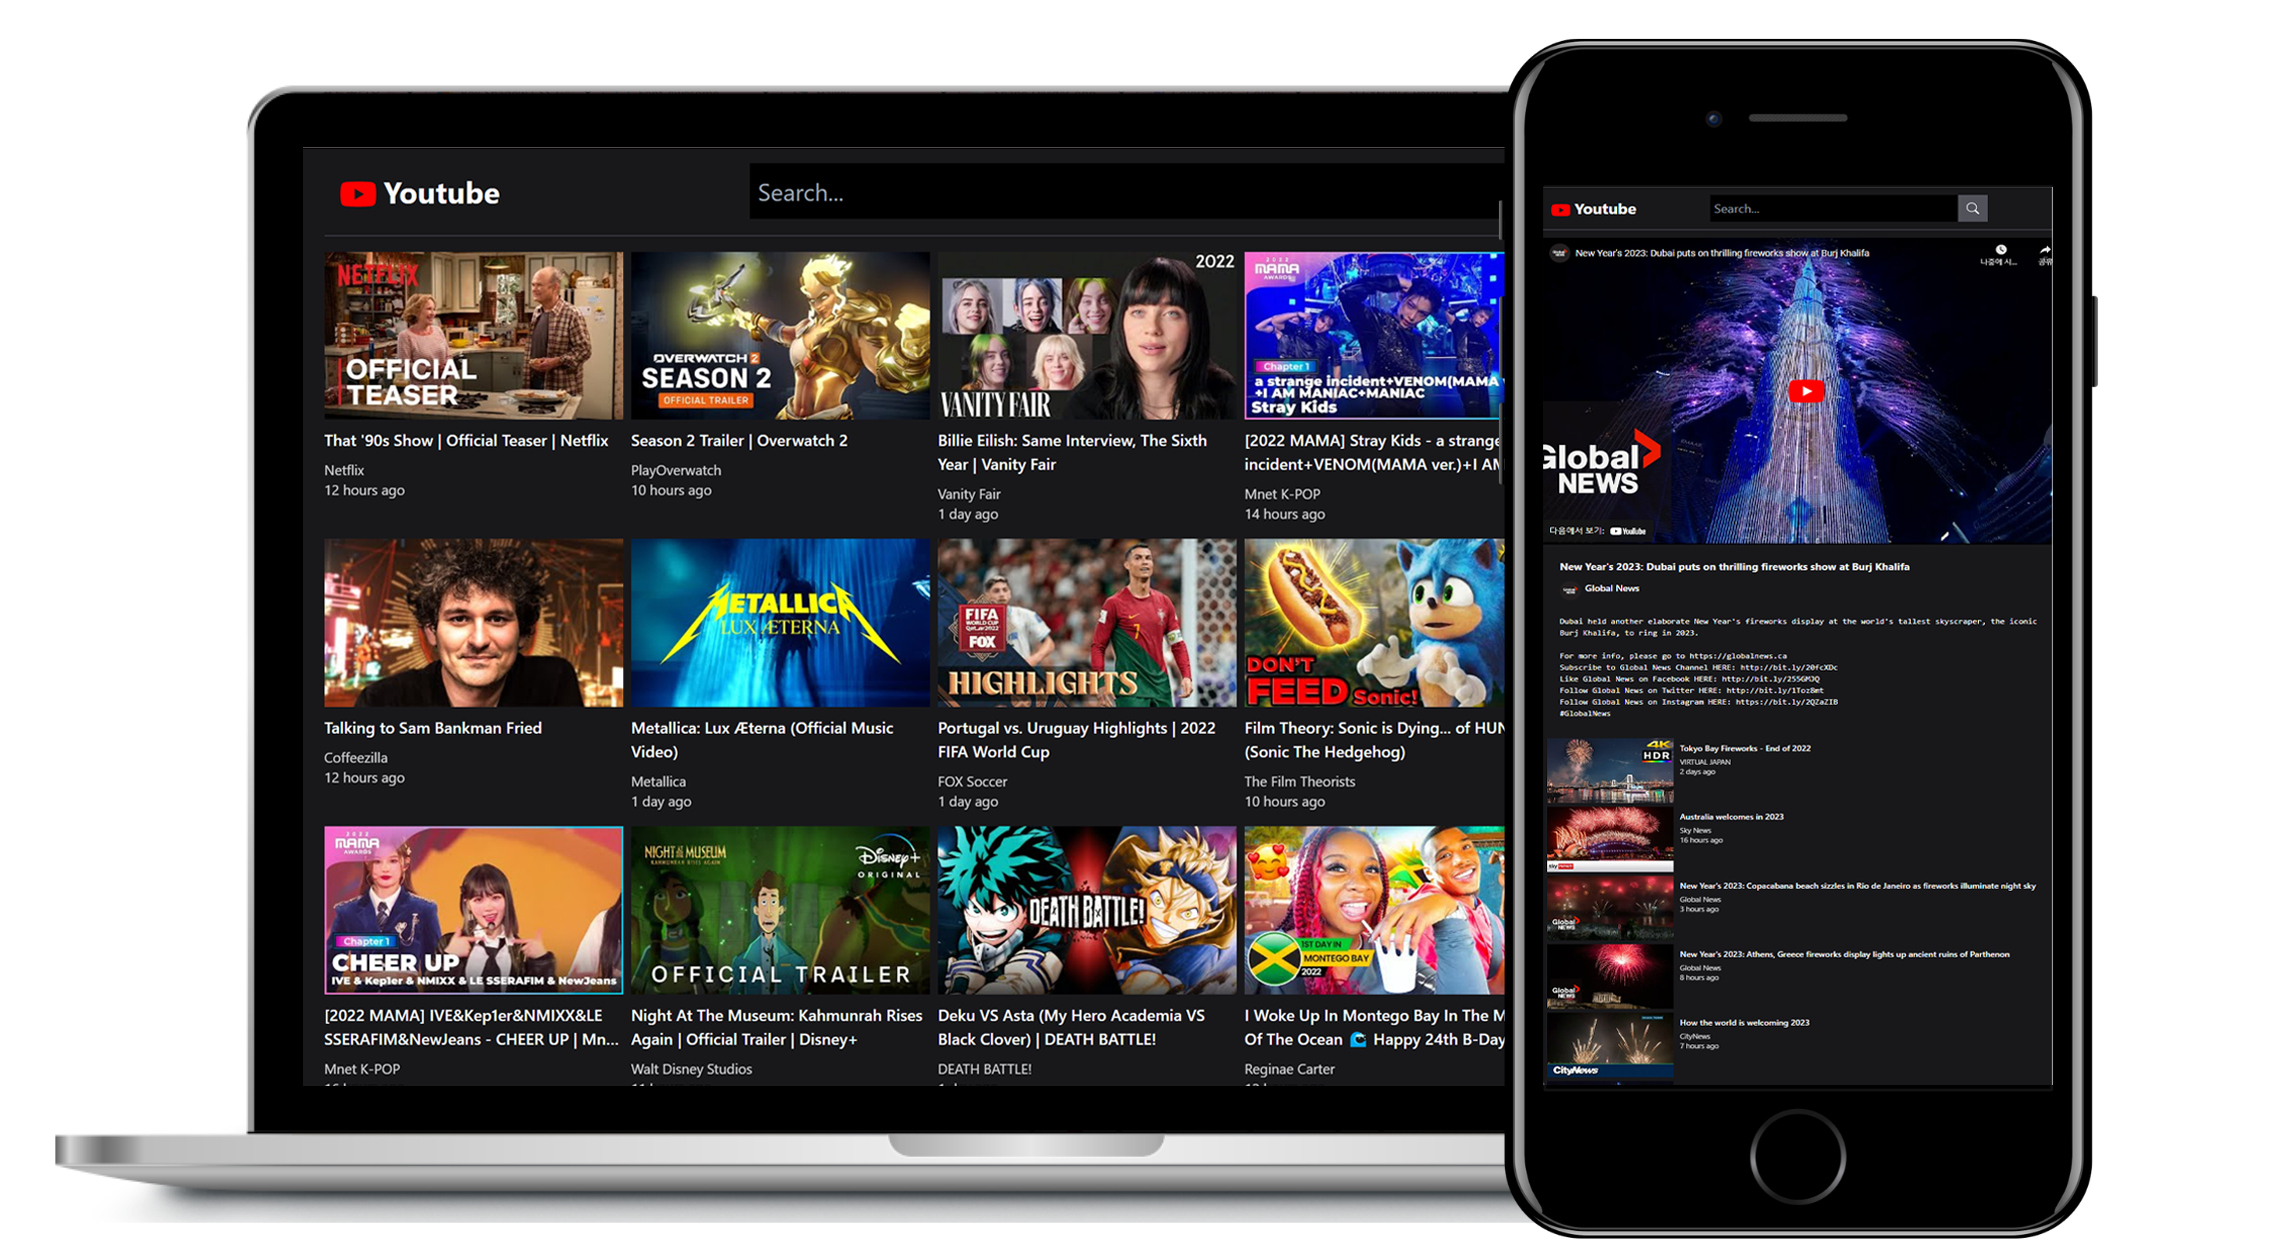 Youtube
Search...
NETFLIX
OFFICIAL
TEASER
That '90s Show | Official Teaser | Netflix
Netflix
12 hours ago
OVERWATCH 2
SEASON 2
OFFICIAL TRAILER
Season 2 Trailer | Overwatch 2
PlayOverwatch
10 hours ago
2022
VANITY FAIR
Billie Eilish: Same Interview, The Sixth
Year | Vanity Fair
Vanity Fair
1 day ago
2022
MAMA
AWARDS
Chapter 1
a strange incident+VENOM(MAMA
+I AM MANIAC+MANIAC
Stray Kids
[2022 MAMA] Stray Kids - a strange
incident+VENOM(MAMA ver.)+I AM
Mnet K-POP
14 hours ago
Talking to Sam Bankman Fried
Coffeezilla
12 hours ago
METALLICA
LUX ÆTERNA
Metallica: Lux Æterna (Official Music
Video)
Metallica
1 day ago
FIFA
WORLD CUP
Qatar2022
FOX
HIGHLIGHTS
7
Portugal vs. Uruguay Highlights | 2022
FIFA World Cup
FOX Soccer
1 day ago
DON'T
FEED Sonic!
Film Theory: Sonic is Dying... of HUN
(Sonic The Hedgehog)
The Film Theorists
10 hours ago
2022
MAMA
AWARDS
Chapter 1
CHEER UP
IVE & Kep1er & NMIXX & LE SSERAFIM & NewJeans
[2022 MAMA] IVE&Kep1er&NMIXX&LE
SSERAFIM&NewJeans - CHEER UP | Mn...
Mnet K-POP
NIGHT AT THE MUSEUM
KAHMUNRAH RISES AGAIN
Disney+
ORIGINAL
OFFICIAL TRAILER
Night At The Museum: Kahmunrah Rises
Again | Official Trailer | Disney+
Walt Disney Studios
DEATH BATTLE!
Deku VS Asta (My Hero Academia VS
Black Clover) | DEATH BATTLE!
DEATH BATTLE!
1ST DAY IN
MONTEGO BAY
2022
I Woke Up In Montego Bay In The M
Of The Ocean 🌊 Happy 24th B-Day
Reginae Carter
Youtube
Search...
New Year's 2023: Dubai puts on thrilling fireworks show at Burj Khalifa
나중에 시...
공유
Global
NEWS
다음에서 보기: YouTube
New Year's 2023: Dubai puts on thrilling fireworks show at Burj Khalifa
Global News
Dubai held another elaborate New Year's fireworks display at the world's tallest skyscraper, the iconic
Burj Khalifa, to ring in 2023.
For more info, please go to https://globalnews.ca
Subscribe to Global News Channel HERE: http://bit.ly/20fcXDc
Like Global News on Facebook HERE: http://bit.ly/255GMJQ
Follow Global News on Twitter HERE: http://bit.ly/1Toz8mt
Follow Global News on Instagram HERE: https://bit.ly/2QZaZIB
#GlobalNews
4K
HDR
Tokyo Bay Fireworks - End of 2022
VIRTUAL JAPAN
2 days ago
sky news
Australia welcomes in 2023
Sky News
16 hours ago
Global
NEWS
New Year's 2023: Copacabana beach sizzles in Rio de Janeiro as fireworks illuminate night sky
Global News
3 hours ago
Global
NEWS
New Year's 2023: Athens, Greece fireworks display lights up ancient ruins of Parthenon
Global News
8 hours ago
CityNews
How the world is welcoming 2023
CityNews
7 hours ago